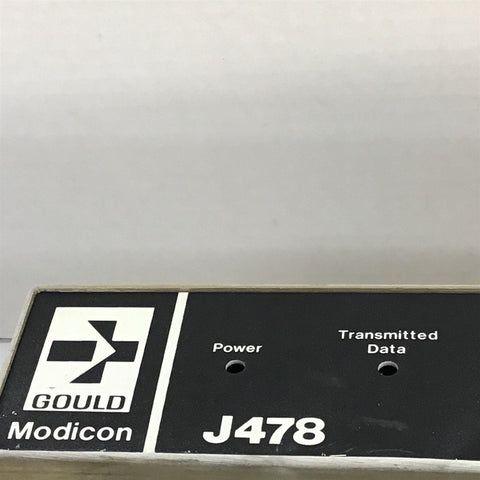 Power
Transmitted
Data
GOULD
Modicon
J478